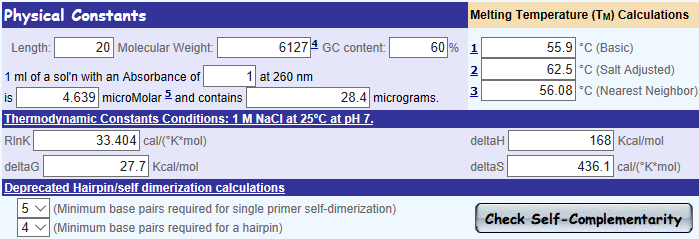 Physical Constants
Melting Temperature (TM) Calculations
Length: 20 Molecular Weight: 6127 4 GC content: 60 %
1 55.9 °C (Basic)
1 ml of a sol'n with an Absorbance of 1 at 260 nm
2 62.5 °C (Salt Adjusted)
is 4.639 microMolar 5 and contains 28.4 micrograms.
3 56.08 °C (Nearest Neighbor)
Thermodynamic Constants Conditions: 1 M NaCl at 25°C at pH 7.
RlnK 33.404 cal/(°K*mol) deltaH 168 Kcal/mol
deltaG 27.7 Kcal/mol deltaS 436.1 cal/(°K*mol)
Deprecated Hairpin/self dimerization calculations
5 (Minimum base pairs required for single primer self-dimerization)
4 (Minimum base pairs required for a hairpin)
Check Self-Complementarity